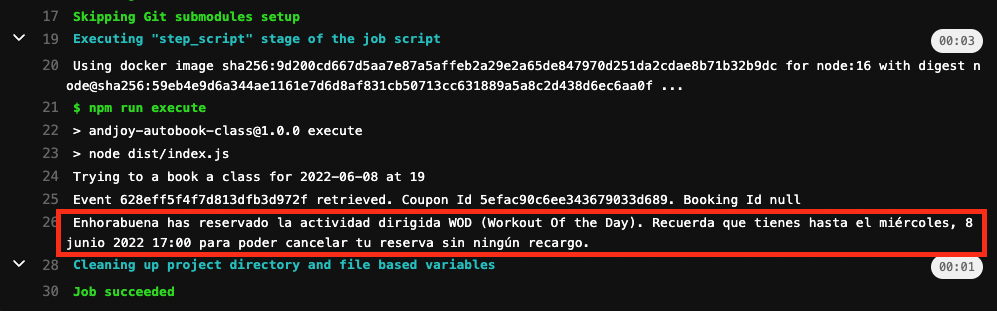 17 Skipping Git submodules setup
19 Executing "step_script" stage of the job script 00:03
20 Using docker image sha256:9d200cd667d5aa7e87a5affeb2a29e2a65de847970d251da2cdae8b71b32b9dc for node:16 with digest n
ode@sha256:59eb4e9d6a344ae1161e7d6d8af831cb50713cc631889a5a8c2d438d6ec6aa0f ...
21 $ npm run execute
22 > andjoy-autobook-class@1.0.0 execute
23 > node dist/index.js
24 Trying to a book a class for 2022-06-08 at 19
25 Event 628eff5f4f7d813dfb3d972f retrieved. Coupon Id 5efac90c6ee343679033d689. Booking Id null
26 Enhorabuena has reservado la actividad dirigida WOD (Workout Of the Day). Recuerda que tienes hasta el miércoles, 8
junio 2022 17:00 para poder cancelar tu reserva sin ningún recargo.
28 Cleaning up project directory and file based variables 00:01
30 Job succeeded